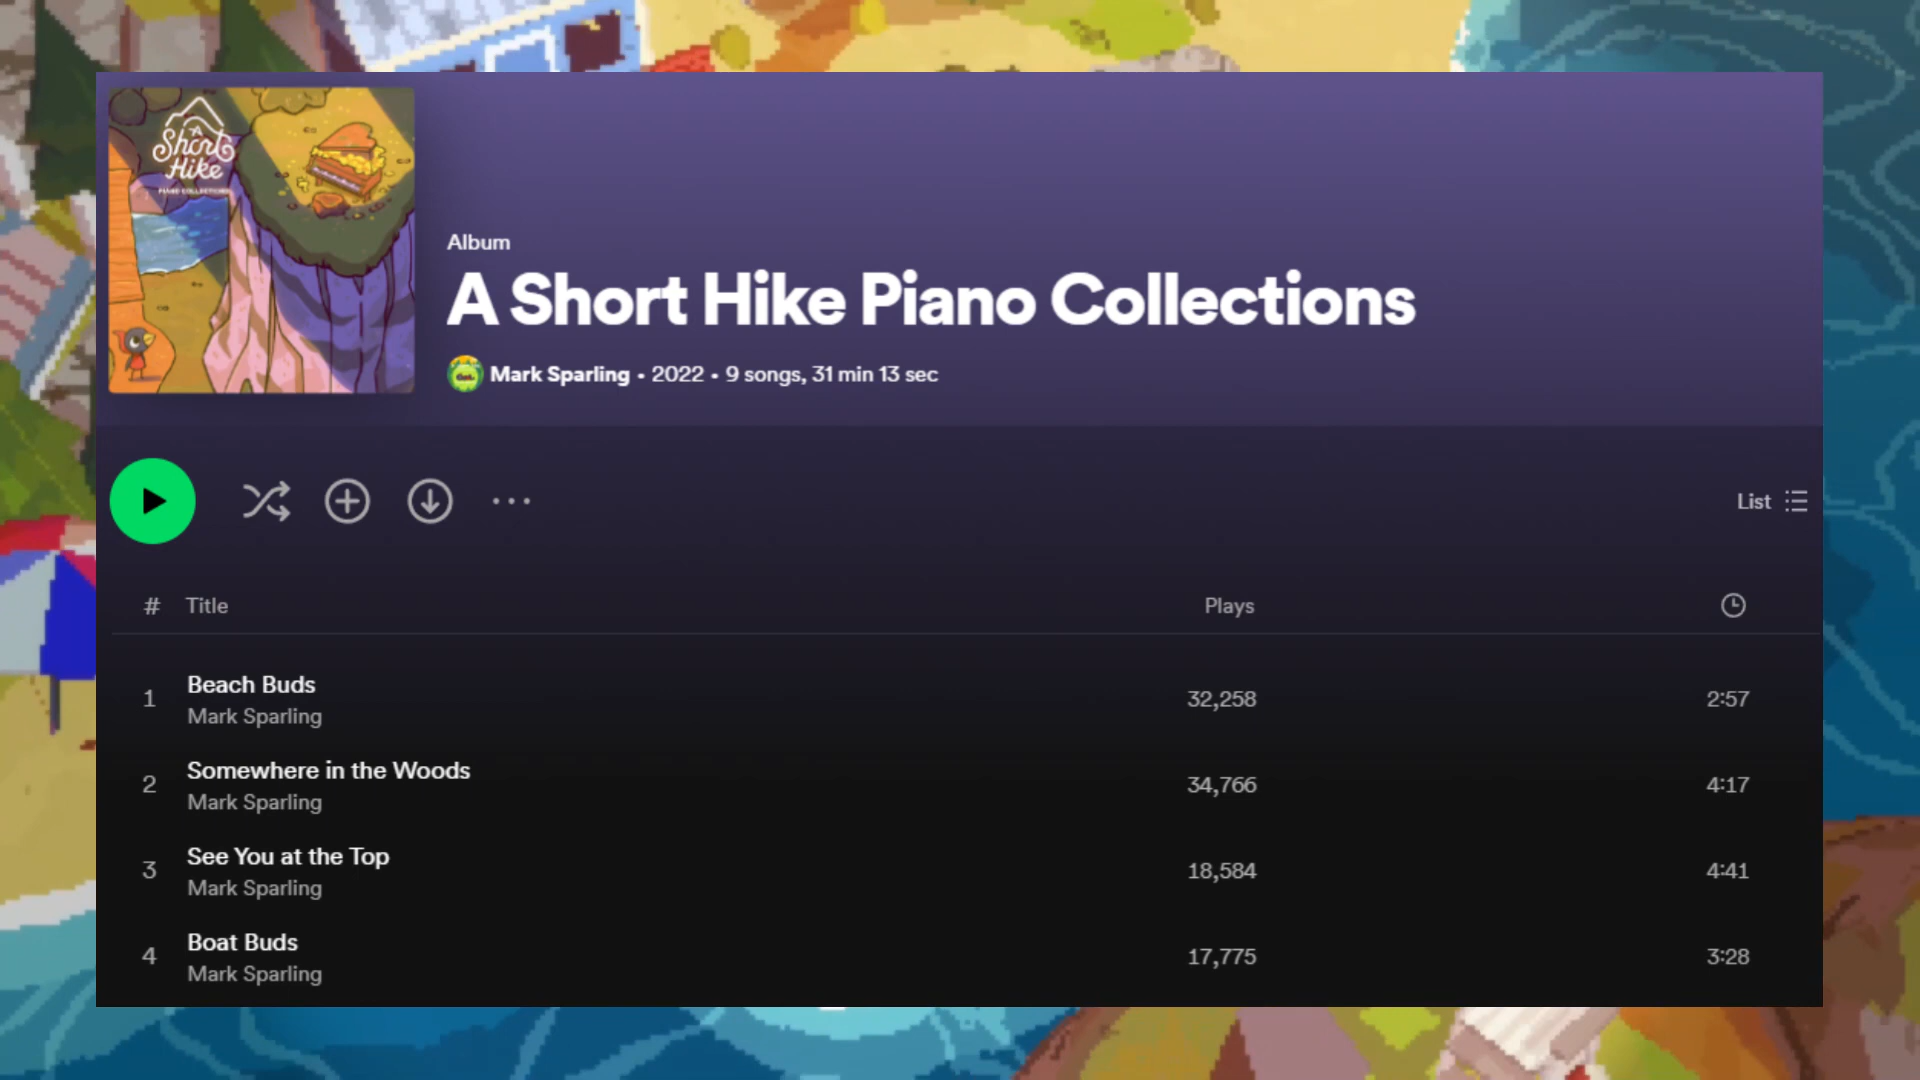 A
Short
Hike
PIANO COLLECTIONS
Album
A Short Hike Piano Collections
Mark Sparling • 2022 • 9 songs, 31 min 13 sec
List
# Title Plays
1 Beach Buds 32,258 2:57
Mark Sparling
2 Somewhere in the Woods 34,766 4:17
Mark Sparling
3 See You at the Top 18,584 4:41
Mark Sparling
4 Boat Buds 17,775 3:28
Mark Sparling